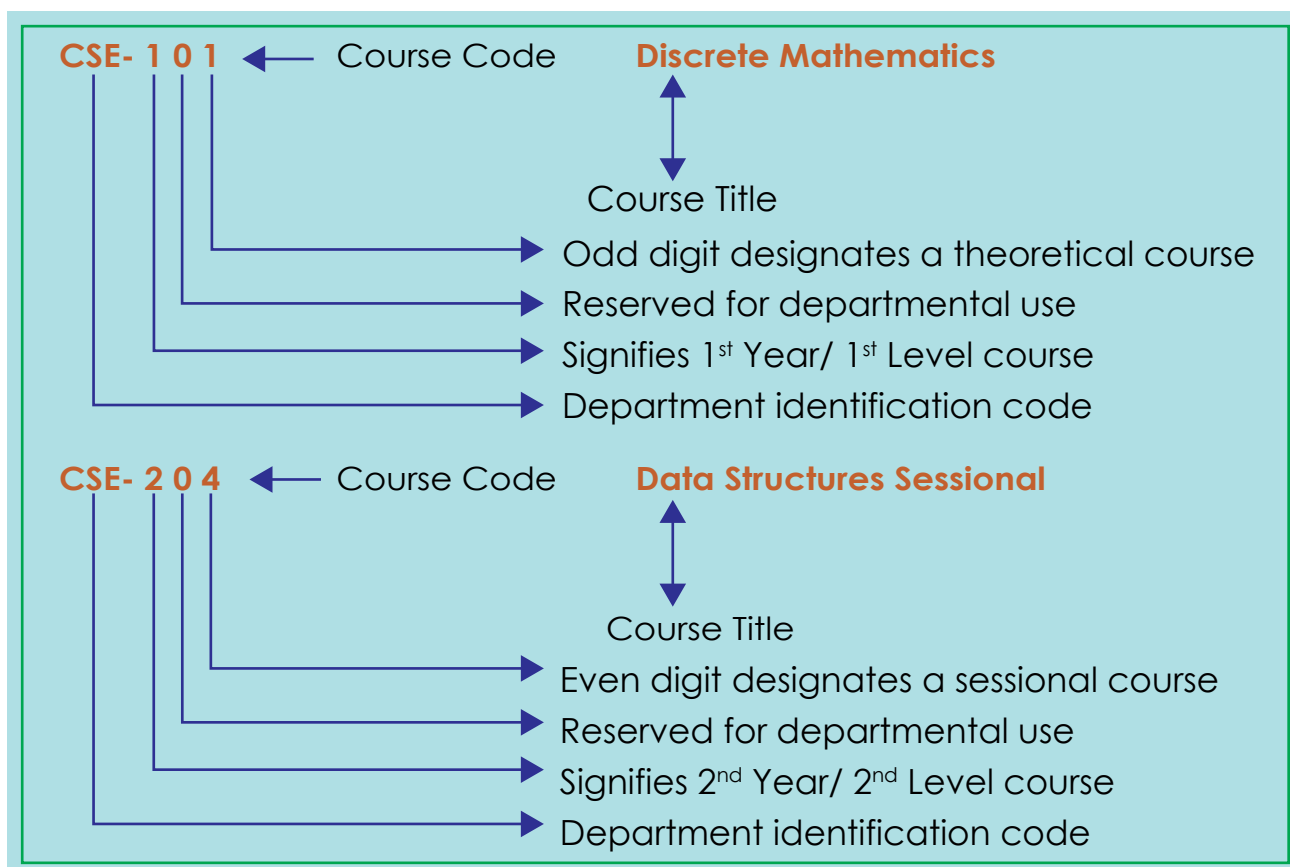 CSE- 1 0 1 Course Code Discrete Mathematics
Course Title
Odd digit designates a theoretical course
Reserved for departmental use
Signifies 1st Year/ 1st Level course
Department identification code
CSE- 2 0 4 Course Code Data Structures Sessional
Course Title
Even digit designates a sessional course
Reserved for departmental use
Signifies 2nd Year/ 2nd Level course
Department identification code